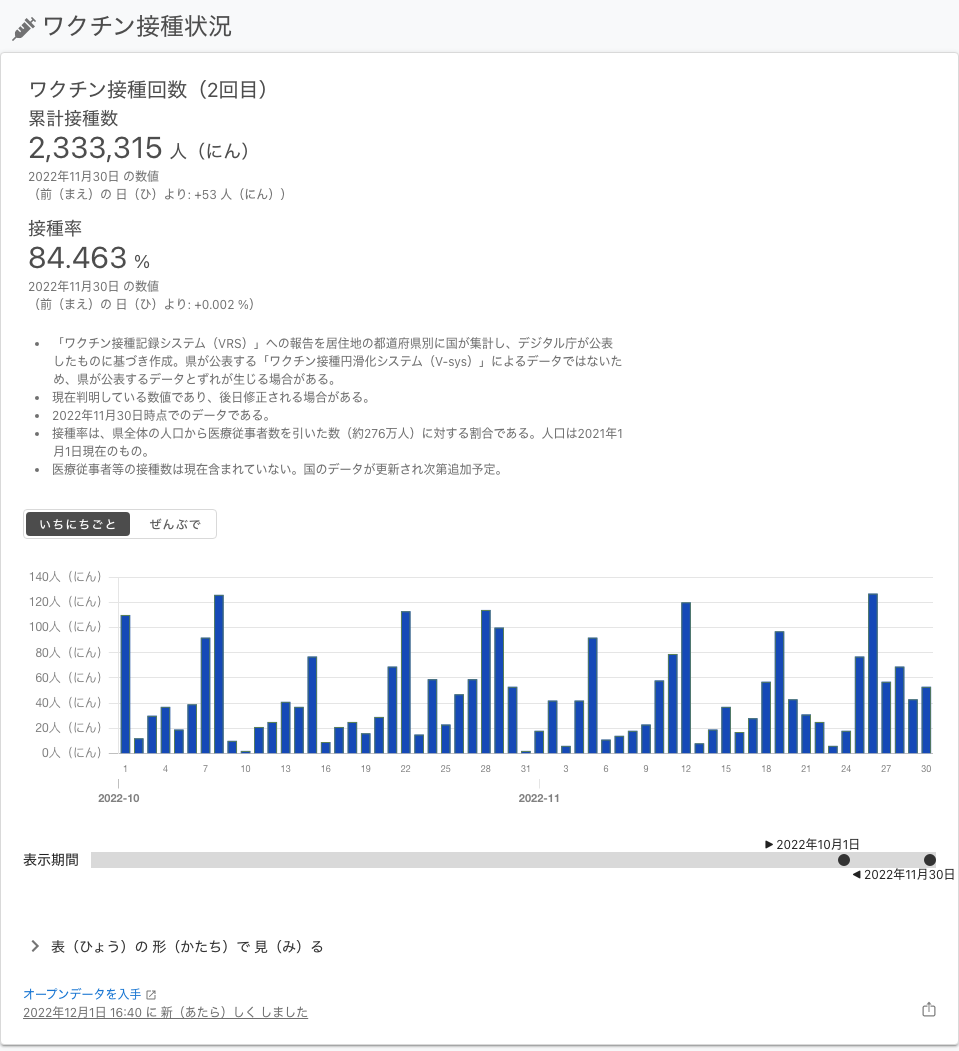 ワクチン接種状況
ワクチン接種回数（2回目）
累計接種数
2,333,315 人（にん）
2022年11月30日 の数値
（前（まえ）の 日（ひ）より: +53 人（にん））
接種率
84.463 %
2022年11月30日 の数値
（前（まえ）の 日（ひ）より: +0.002 %）
• 「ワクチン接種記録システム（VRS）」への報告を居住地の都道府県別に国が集計し、デジタル庁が公表
したものに基づき作成。県が公表する「ワクチン接種円滑化システム（V-sys）」によるデータではないた
め、県が公表するデータとずれが生じる場合がある。
• 現在判明している数値であり、後日修正される場合がある。
• 2022年11月30日時点でのデータである。
• 接種率は、県全体の人口から医療従事者数を引いた数（約276万人）に対する割合である。人口は2021年1
月1日現在のもの。
• 医療従事者等の接種数は現在含まれていない。国のデータが更新され次第追加予定。
いちにちごと ぜんぶで
140人（にん）
120人（にん）
100人（にん）
80人（にん）
60人（にん）
40人（にん）
20人（にん）
0人（にん）
1 4 7 10 13 16 19 22 25 28 31 3 6 9 12 15 18 21 24 27 30
2022-10 2022-11
▶ 2022年10月1日
表示期間
◀ 2022年11月30日
表（ひょう）の 形（かたち）で 見（み）る
オープンデータを入手
2022年12月1日 16:40 に 新（あたら）しく しました